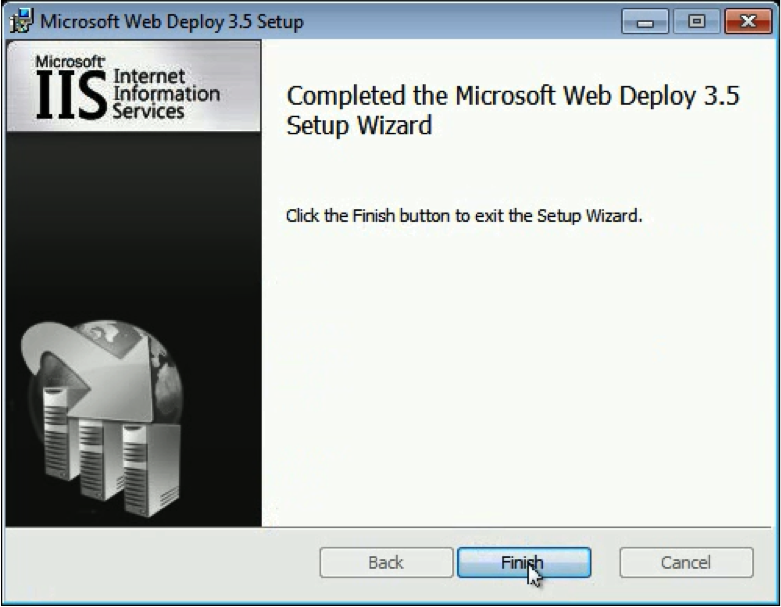 Microsoft Web Deploy 3.5 Setup
Microsoft
IIS Internet
Information
Services
Completed the Microsoft Web Deploy 3.5
Setup Wizard
Click the Finish button to exit the Setup Wizard.
Back
Finish
Cancel